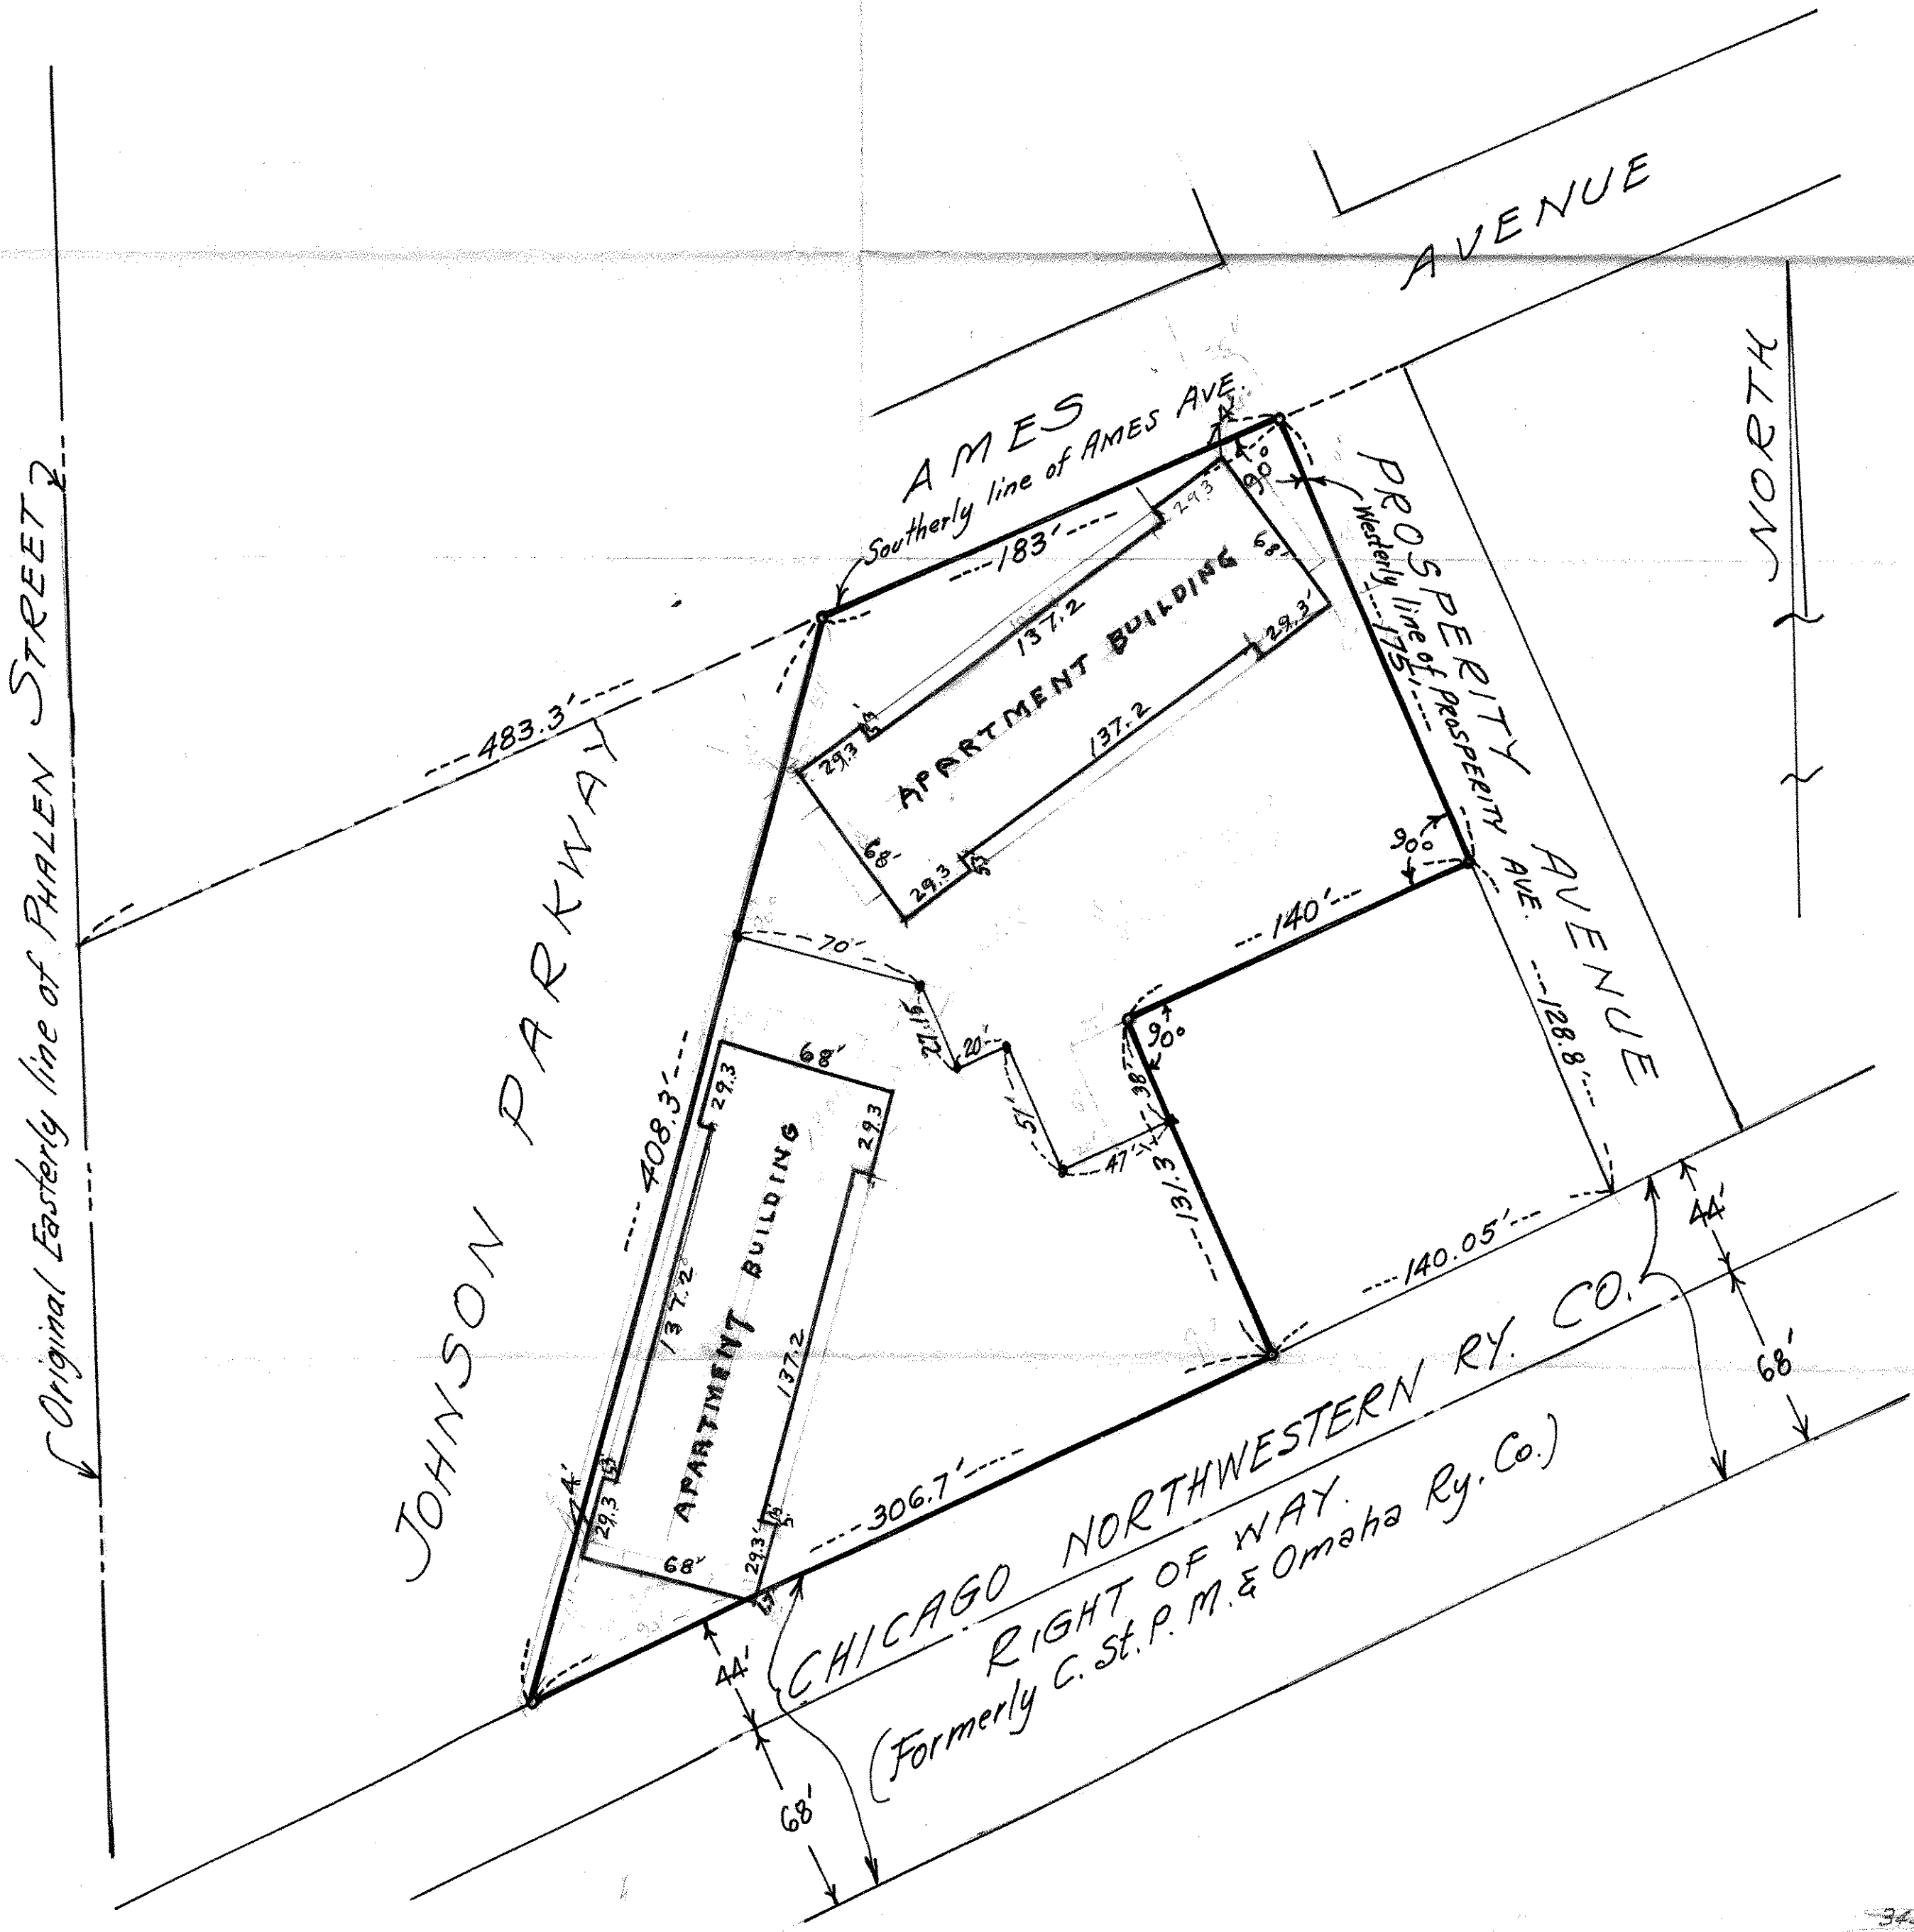 AVENUE
NORTH
AMES
Southerly line of AMES AVE.
183'
90°
PROSPERITY AVENUE
Westerly line of PROSPERITY AVE.
175'
Original Easterly line of PHALEN STREET
483.3'
JOHNSON PARKWAY
29.3
68'
137.2
APARTMENT BUILDING
29.3'
137.2
29.3
68'
29.3
90°
140'
128.8'
70'
20'
51'
47'
38'
90°
131.3
408.3'
68'
29.3
29.3
137.2
APARTMENT BUILDING
137.2
4'
29.3
68'
29.3'
306.7'
140.05'
44'
68'
CHICAGO NORTHWESTERN RY. CO.
RIGHT OF WAY.
(Formerly C. St. P. M. & Omaha Ry. Co.)
44'
68'